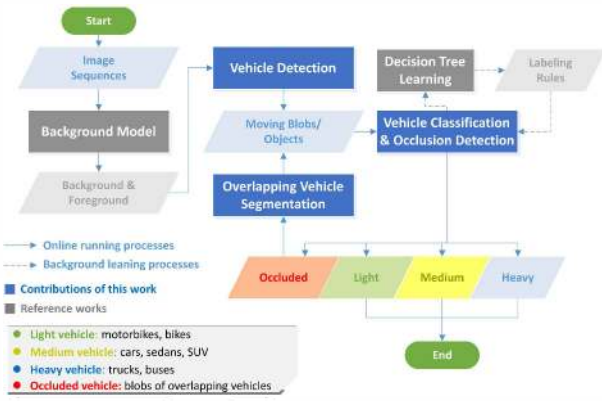 Start
Image
Sequences
Background Model
Background &
Foreground
Vehicle Detection
Moving Blobs/
Objects
Overlapping Vehicle
Segmentation
Decision Tree
Learning
Labeling
Rules
Vehicle Classification
& Occlusion Detection
Online running processes
Background leaning processes
Contributions of this work
Reference works
Occluded
Light
Medium
Heavy
End
Light vehicle: motorbikes, bikes
Medium vehicle: cars, sedans, SUV
Heavy vehicle: trucks, buses
Occluded vehicle: blobs of overlapping vehicles